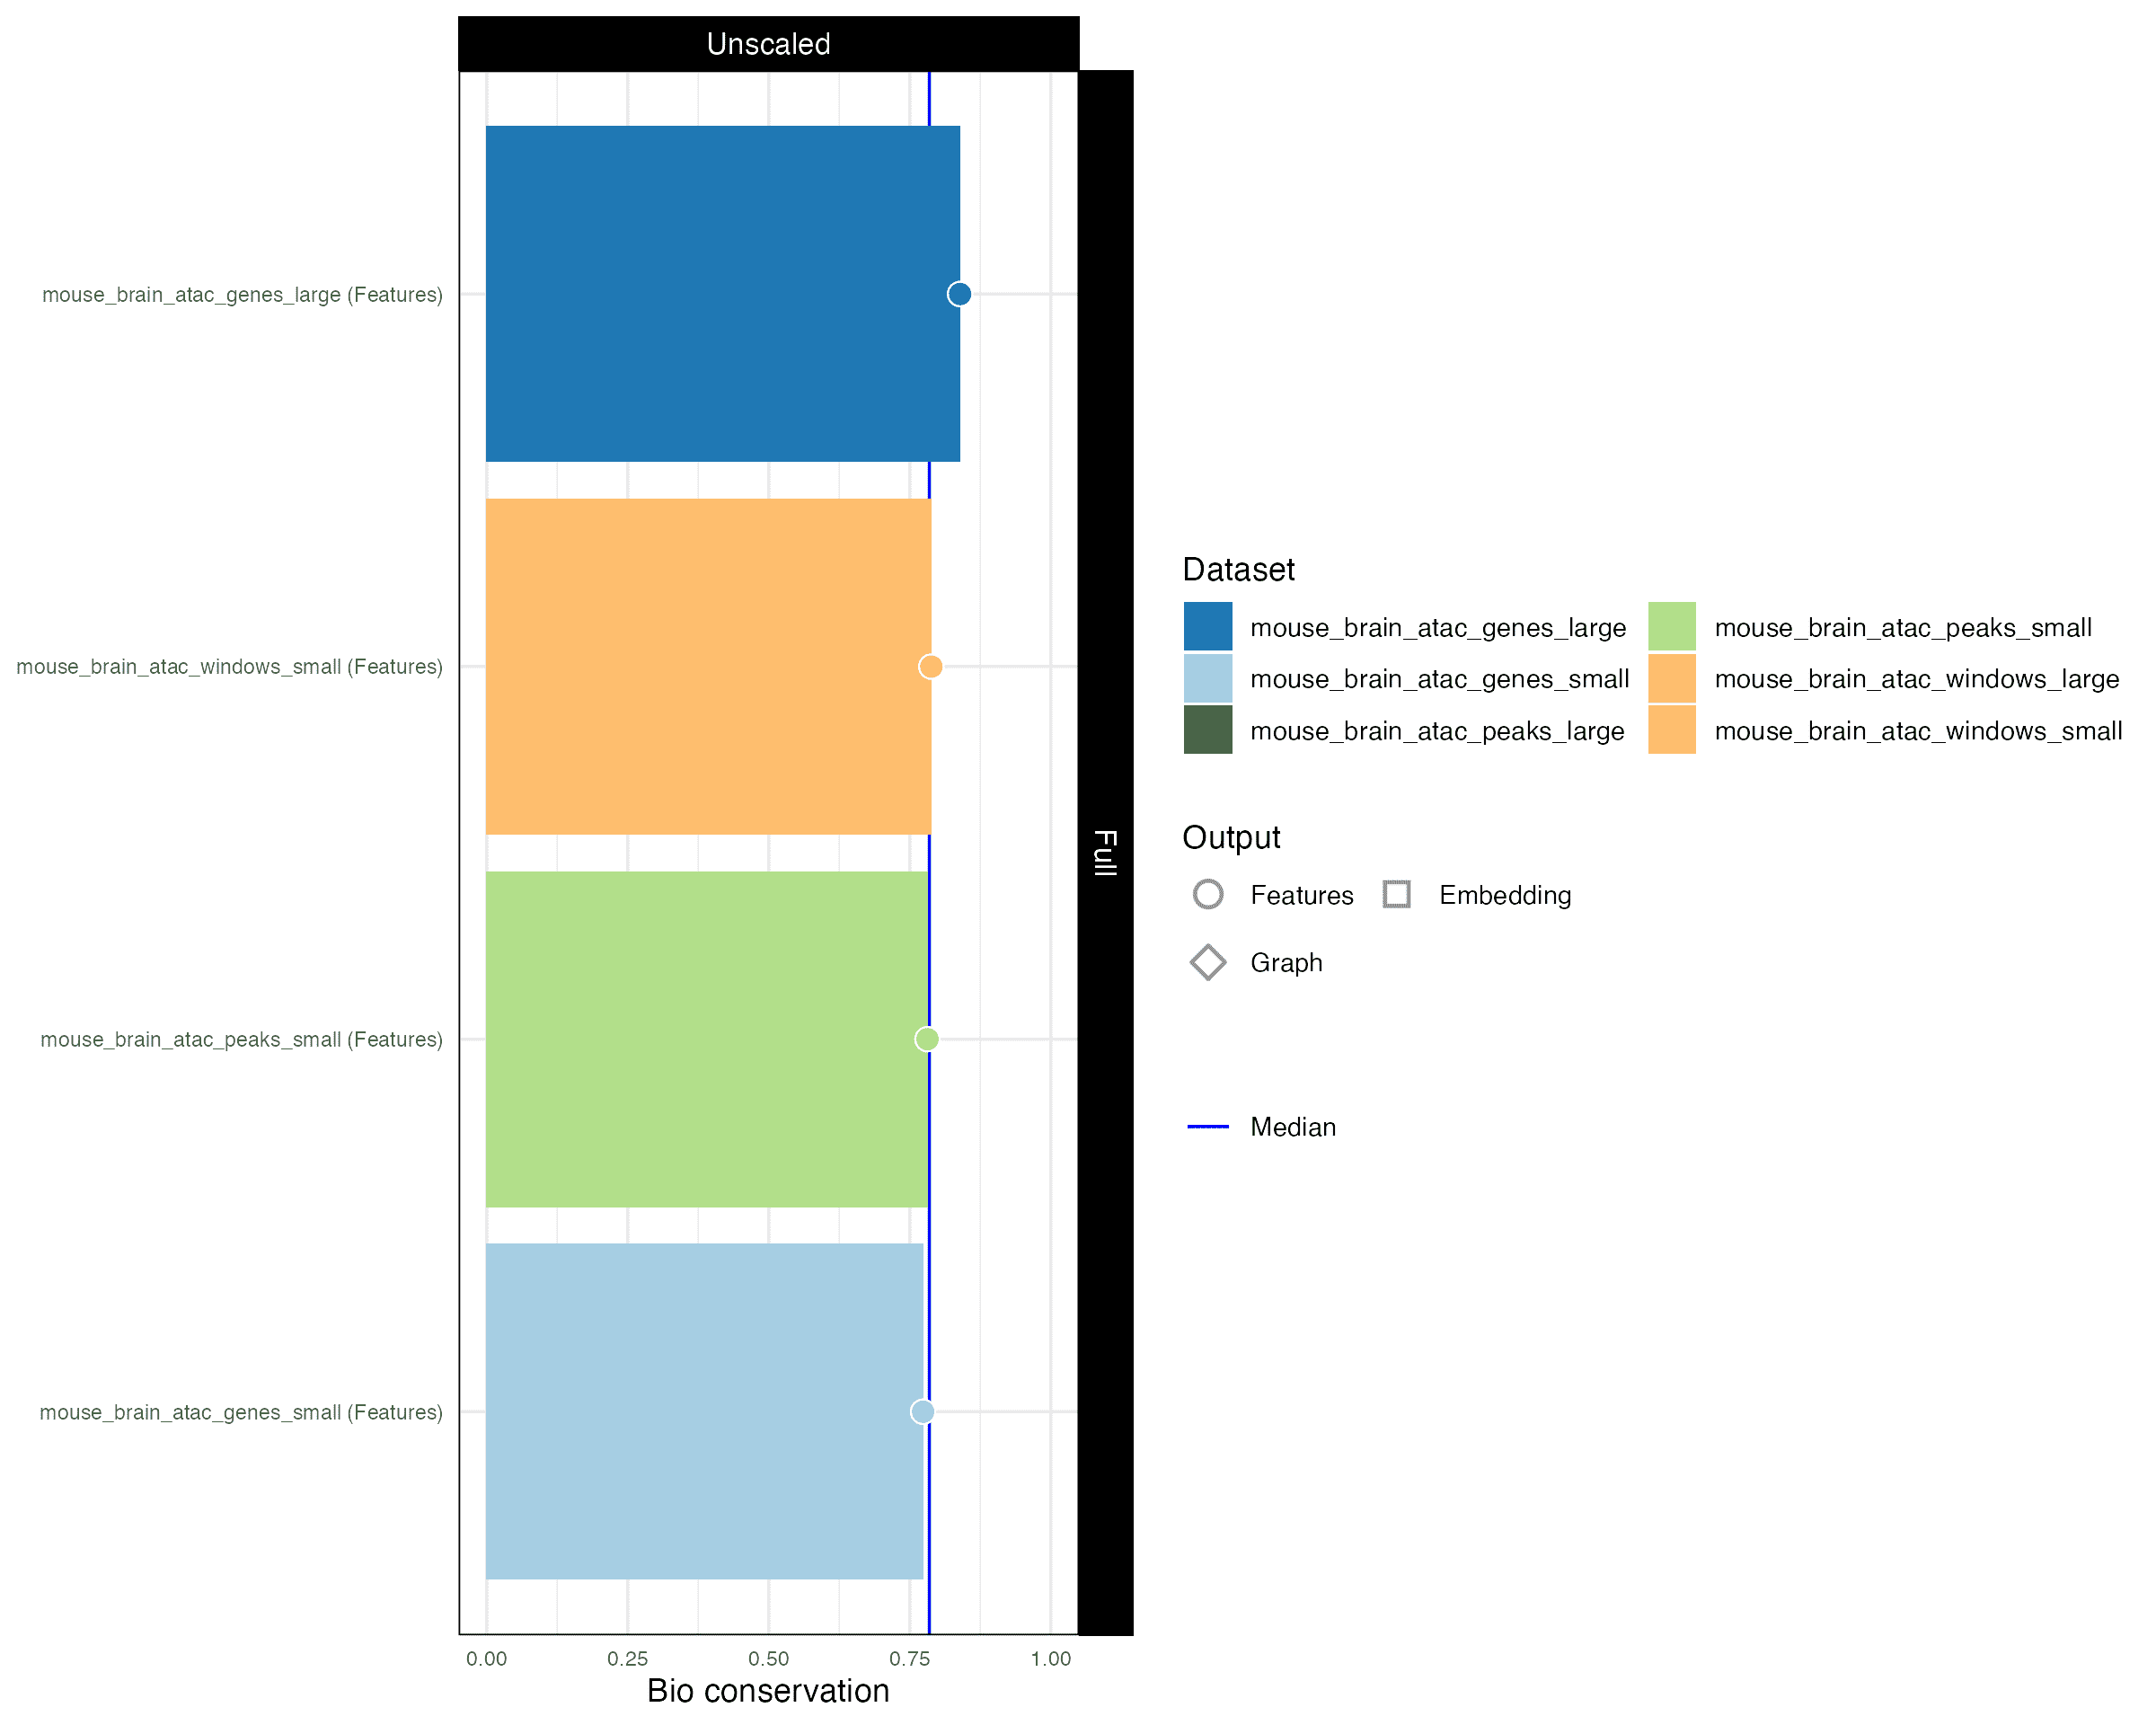 Unscaled
Full
mouse_brain_atac_genes_large (Features)
mouse_brain_atac_windows_small (Features)
mouse_brain_atac_peaks_small (Features)
mouse_brain_atac_genes_small (Features)
0.00 0.25 0.50 0.75 1.00
Bio conservation
Dataset
mouse_brain_atac_genes_large mouse_brain_atac_peaks_small
mouse_brain_atac_genes_small mouse_brain_atac_windows_large
mouse_brain_atac_peaks_large mouse_brain_atac_windows_small
Output
Features Embedding
Graph
Median